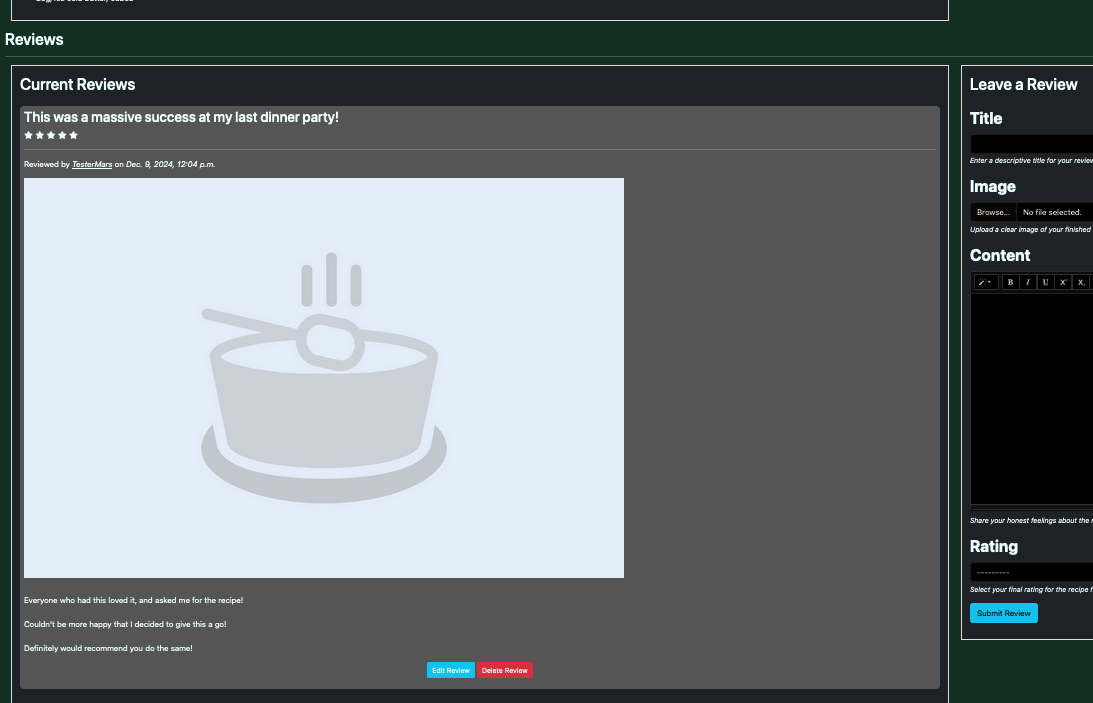 Reviews
Current Reviews
This was a massive success at my last dinner party!
Reviewed by TesterMars on Dec. 9, 2024, 12:04 p.m.
Everyone who had this loved it, and asked me for the recipe!
Couldn't be more happy that I decided to give this a go!
Definitely would recommend you do the same!
Edit Review Delete Review
Leave a Review
Title
Enter a descriptive title for your review
Image
Browse... No file selected.
Upload a clear image of your finished
Content
B I U X² X₂
Share your honest feelings about the
Rating
---------
Select your final rating for the recipe
Submit Review